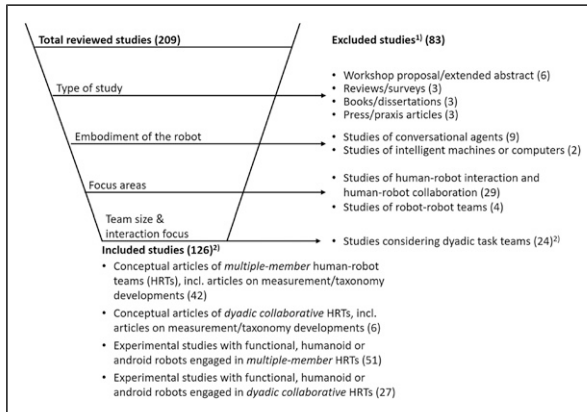 Total reviewed studies (209)
Excluded studies1) (83)
Type of study
• Workshop proposal/extended abstract (6)
• Reviews/surveys (3)
• Books/dissertations (3)
• Press/praxis articles (3)
Embodiment of the robot
• Studies of conversational agents (9)
• Studies of intelligent machines or computers (2)
Focus areas
• Studies of human-robot interaction and
human-robot collaboration (29)
• Studies of robot-robot teams (4)
Team size &
interaction focus
• Studies considering dyadic task teams (24)2)
Included studies (126)2)
• Conceptual articles of multiple-member human-robot
teams (HRTs), incl. articles on measurement/taxonomy
developments (42)
• Conceptual articles of dyadic collaborative HRTs, incl.
articles on measurement/taxonomy developments (6)
• Experimental studies with functional, humanoid or
android robots engaged in multiple-member HRTs (51)
• Experimental studies with functional, humanoid or
android robots engaged in dyadic collaborative HRTs (27)